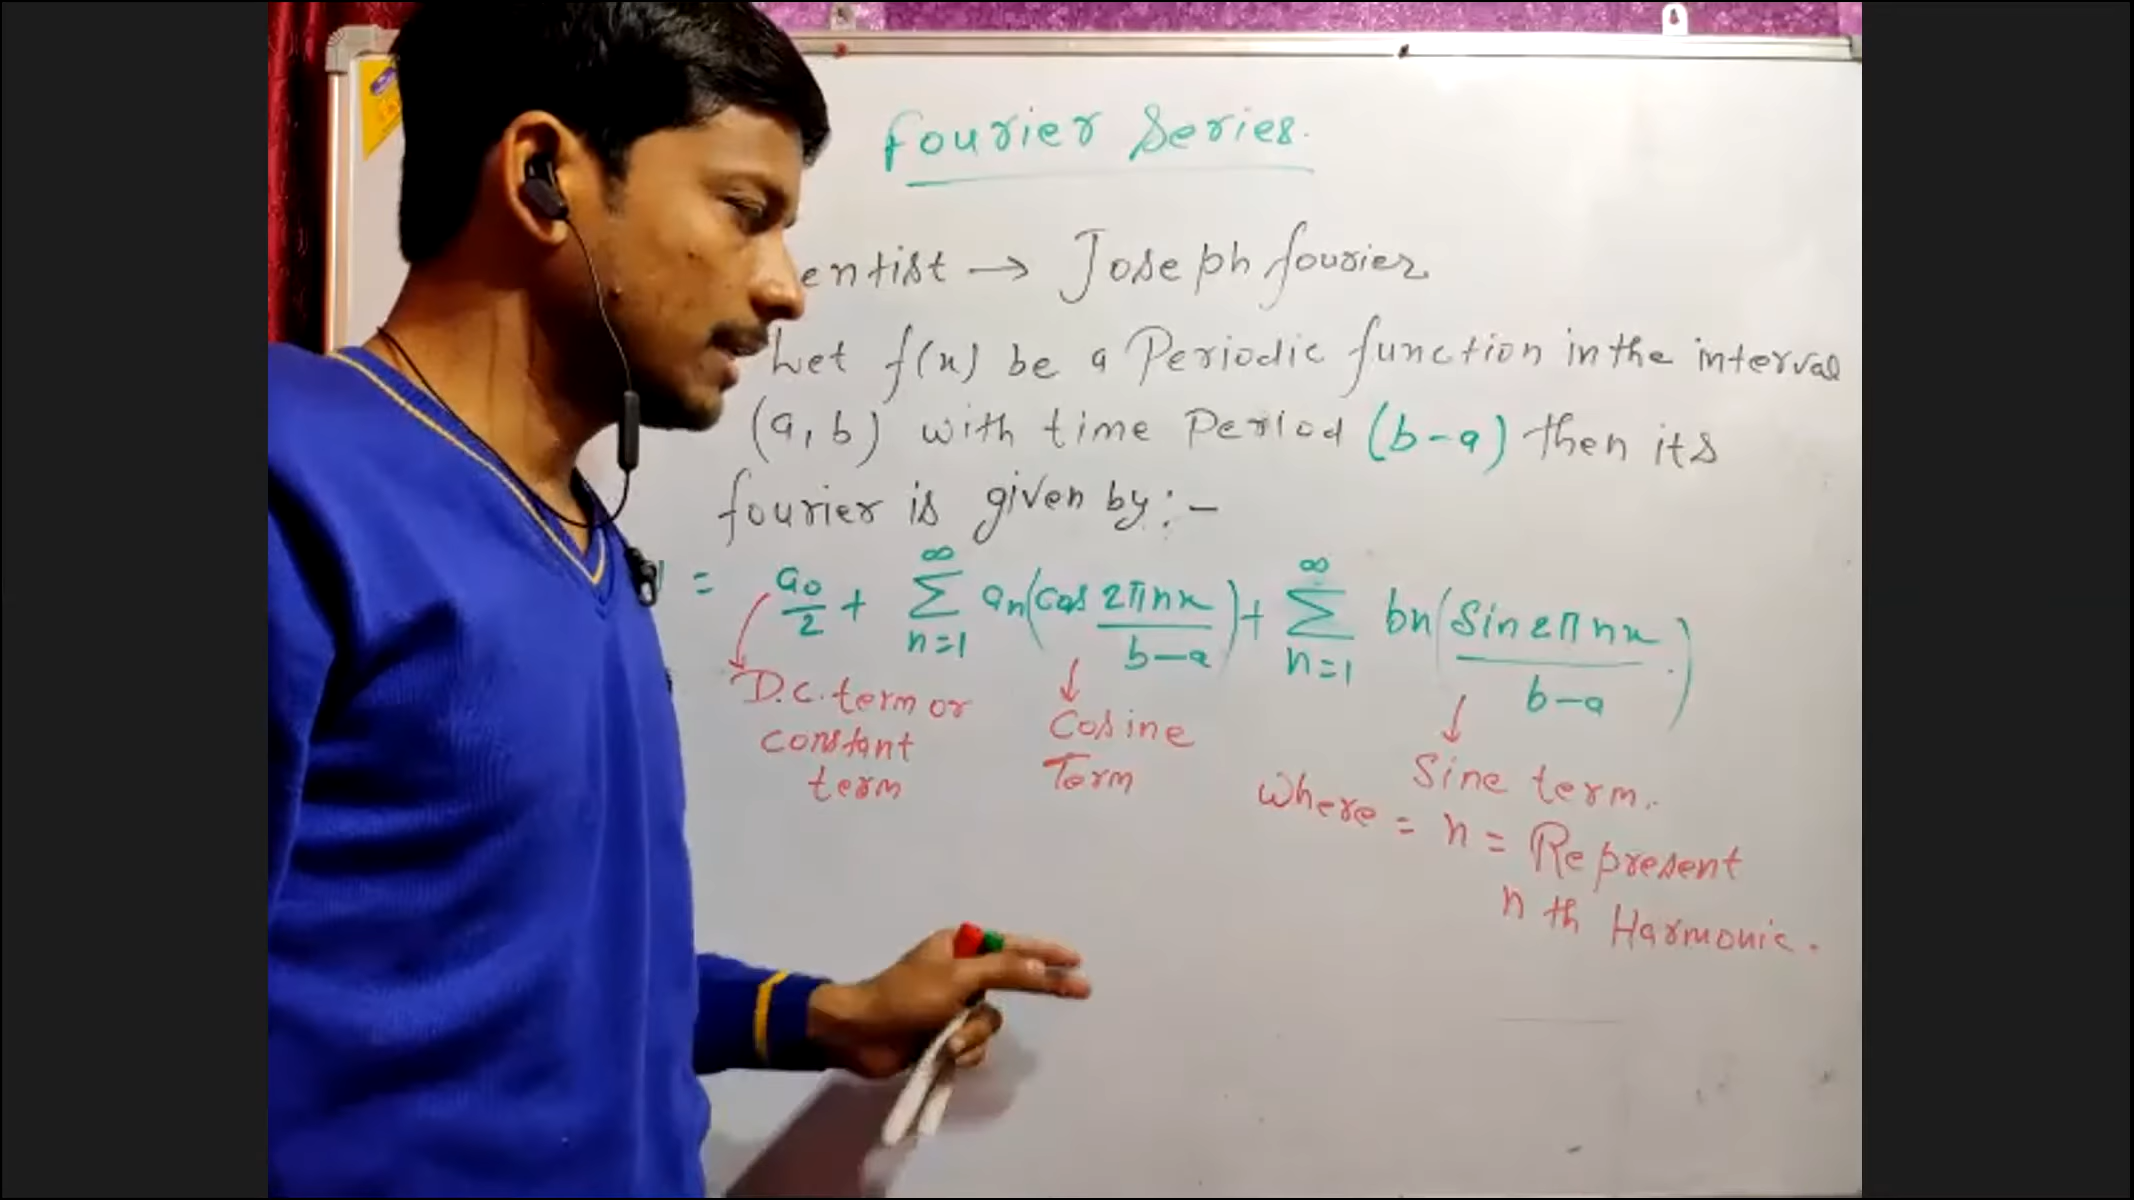 Fourier Series.
entist → Joseph fourier.
Let f(x) be a Periodic function in the interval
(a, b) with time Period (b-a) then its
fourier is given by :-
= a0/2 + ∞ Σ n=1 an(cos 2πnx/b-a) + ∞ Σ n=1 bn(Sin 2πnx/b-a)
D.C. term or
constant
term
↓
Cosine
Term
↓
Sine term.
where = n = Represent
n th Harmonic.